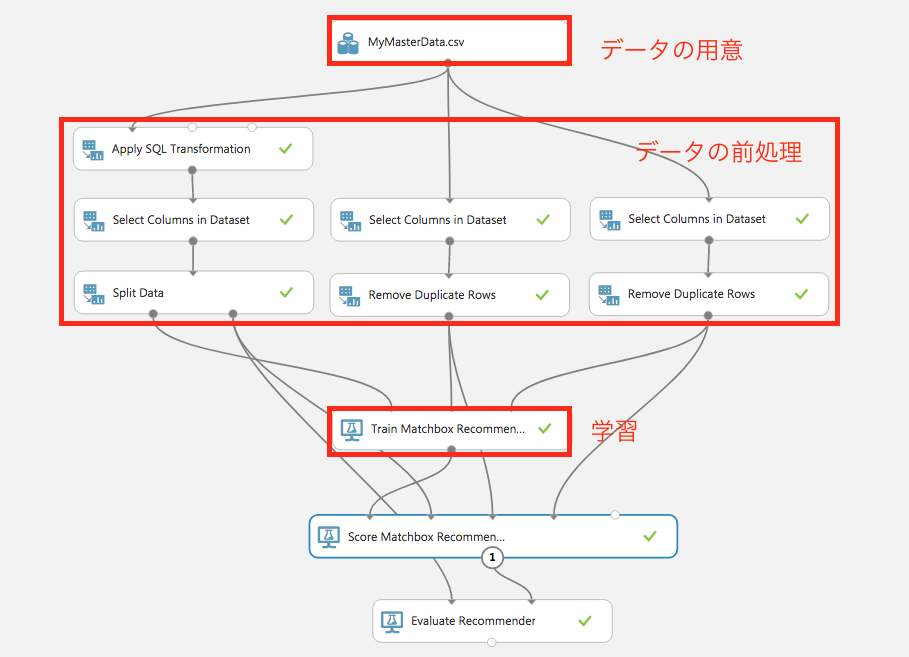 MyMasterData.csv
データの用意
データの前処理
Apply SQL Transformation
Select Columns in Dataset
Select Columns in Dataset
Select Columns in Dataset
Split Data
Remove Duplicate Rows
Remove Duplicate Rows
Train Matchbox Recommen...
学習
Score Matchbox Recommen...
1
Evaluate Recommender